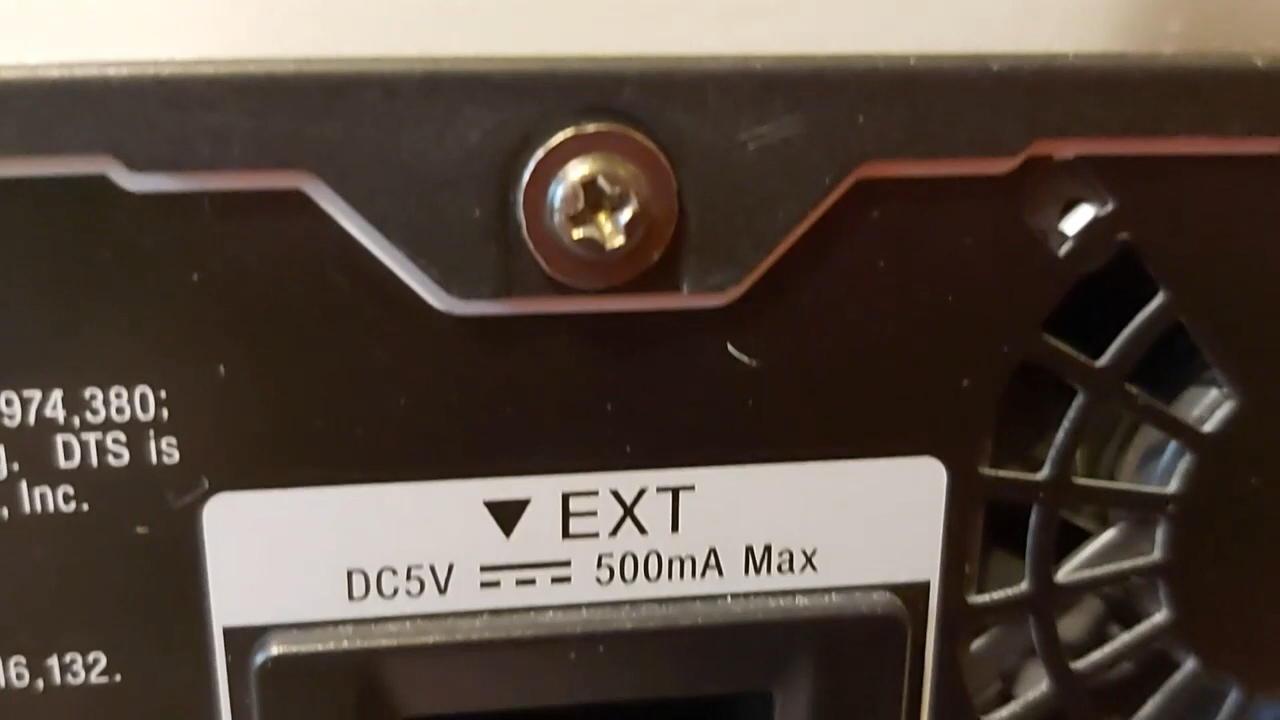 974,380;
DTS is
, Inc.
▼ EXT
DC5V ⎓ 500mA Max
16,132.